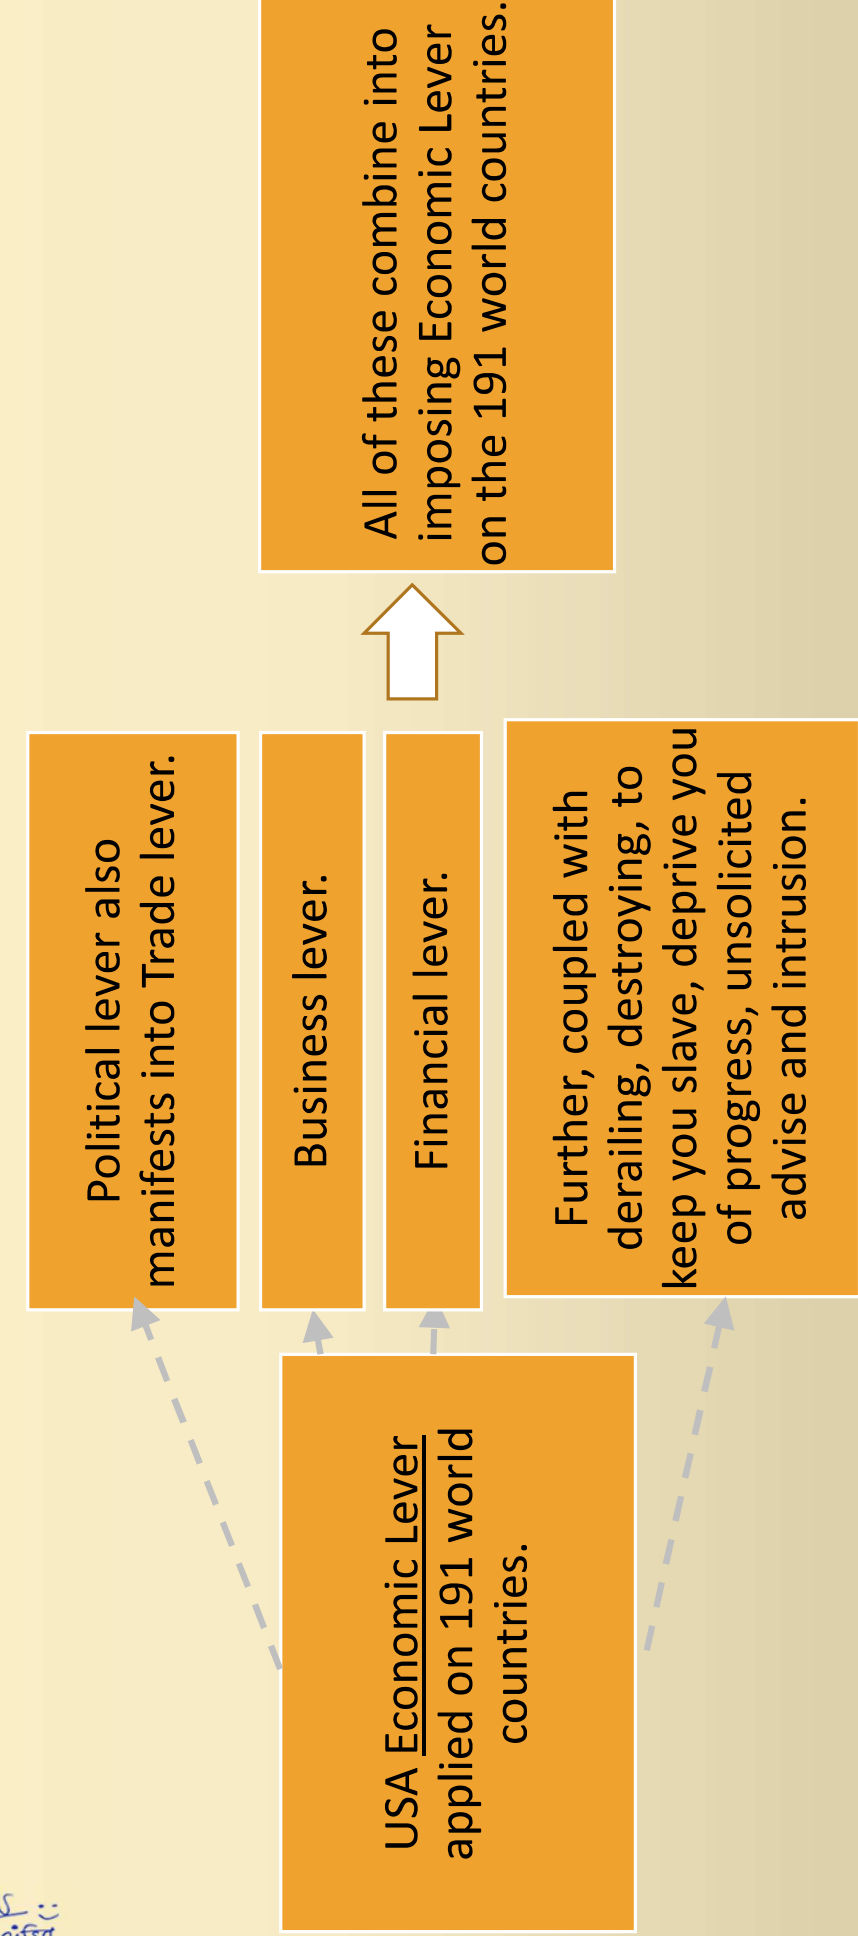 USA Economic Lever
applied on 191 world
countries.
Political lever also
manifests into Trade lever.
Business lever.
Financial lever.
Further, coupled with
derailing, destroying, to
keep you slave, deprive you
of progress, unsolicited
advise and intrusion.
All of these combine into
imposing Economic Lever
on the 191 world countries.